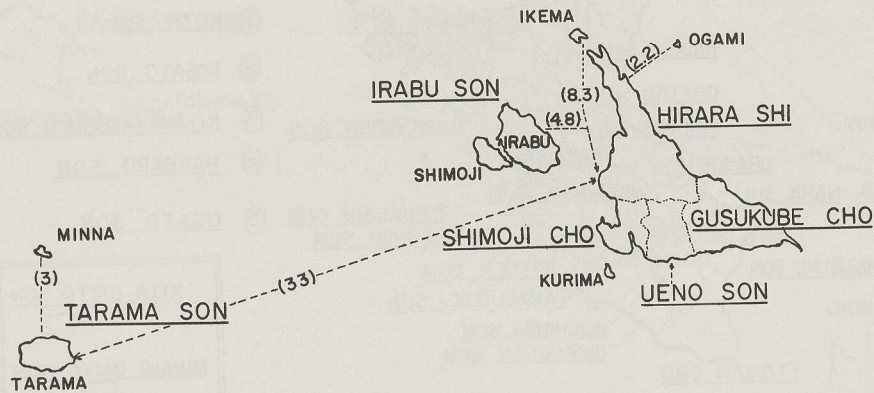 IKEMA
OGAMI
(2.2)
IRABU SON
(8.3)
HIRARA SHI
(4.8)
IRABU
SHIMOJI
GUSUKUBE CHO
SHIMOJI CHO
MINNA
(3)
(33)
KURIMA
UENO SON
TARAMA SON
TARAMA